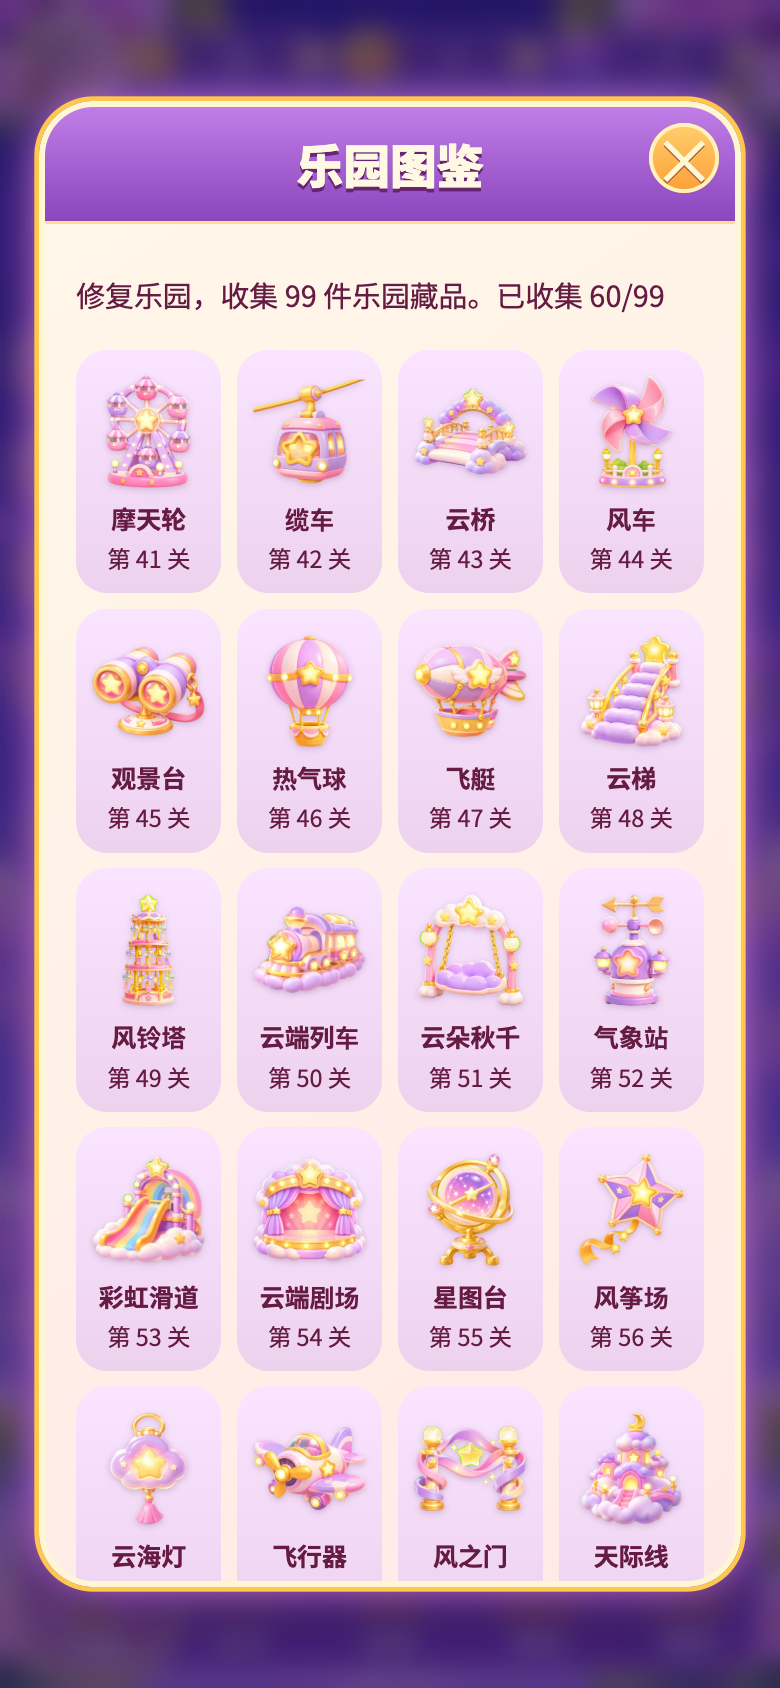 乐园图鉴
修复乐园，收集 99 件乐园藏品。已收集 60/99
摩天轮 缆车 云桥 风车
第 41 关 第 42 关 第 43 关 第 44 关
观景台 热气球 飞艇 云梯
第 45 关 第 46 关 第 47 关 第 48 关
风铃塔 云端列车 云朵秋千 气象站
第 49 关 第 50 关 第 51 关 第 52 关
彩虹滑道 云端剧场 星图台 风筝场
第 53 关 第 54 关 第 55 关 第 56 关
云海灯 飞行器 风之门 天际线